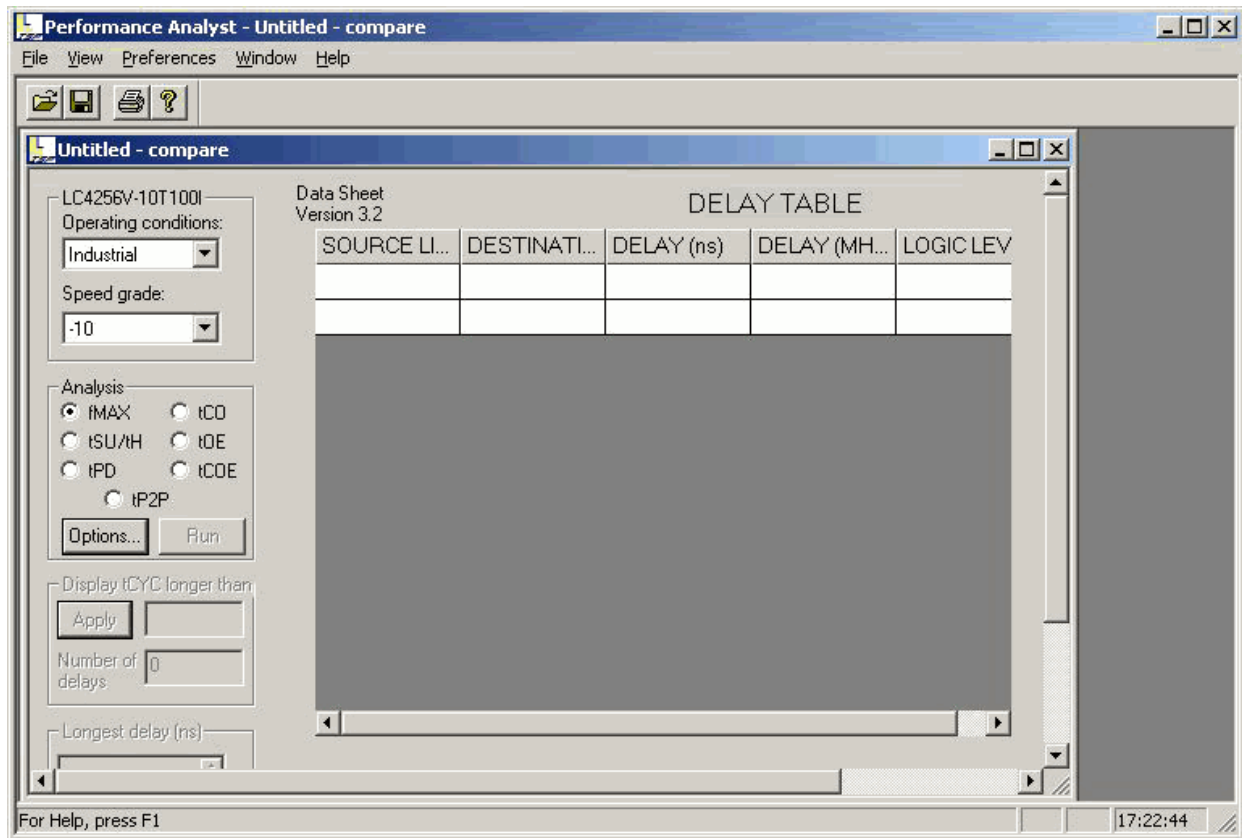 Performance Analyst - Untitled - compare
File View Preferences Window Help
Untitled - compare
LC4256V-10T100I
Operating conditions:
Industrial
Speed grade:
-10
Data Sheet
Version 3.2
DELAY TABLE
SOURCE LI... DESTINATI... DELAY (ns) DELAY (MH... LOGIC LEV
Analysis
fMAX tCO
tSU/tH tOE
tPD tCOE
tP2P
Options... Run
Display tCYC longer than
Apply
Number of
delays
0
Longest delay (ns)
For Help, press F1
17:22:44